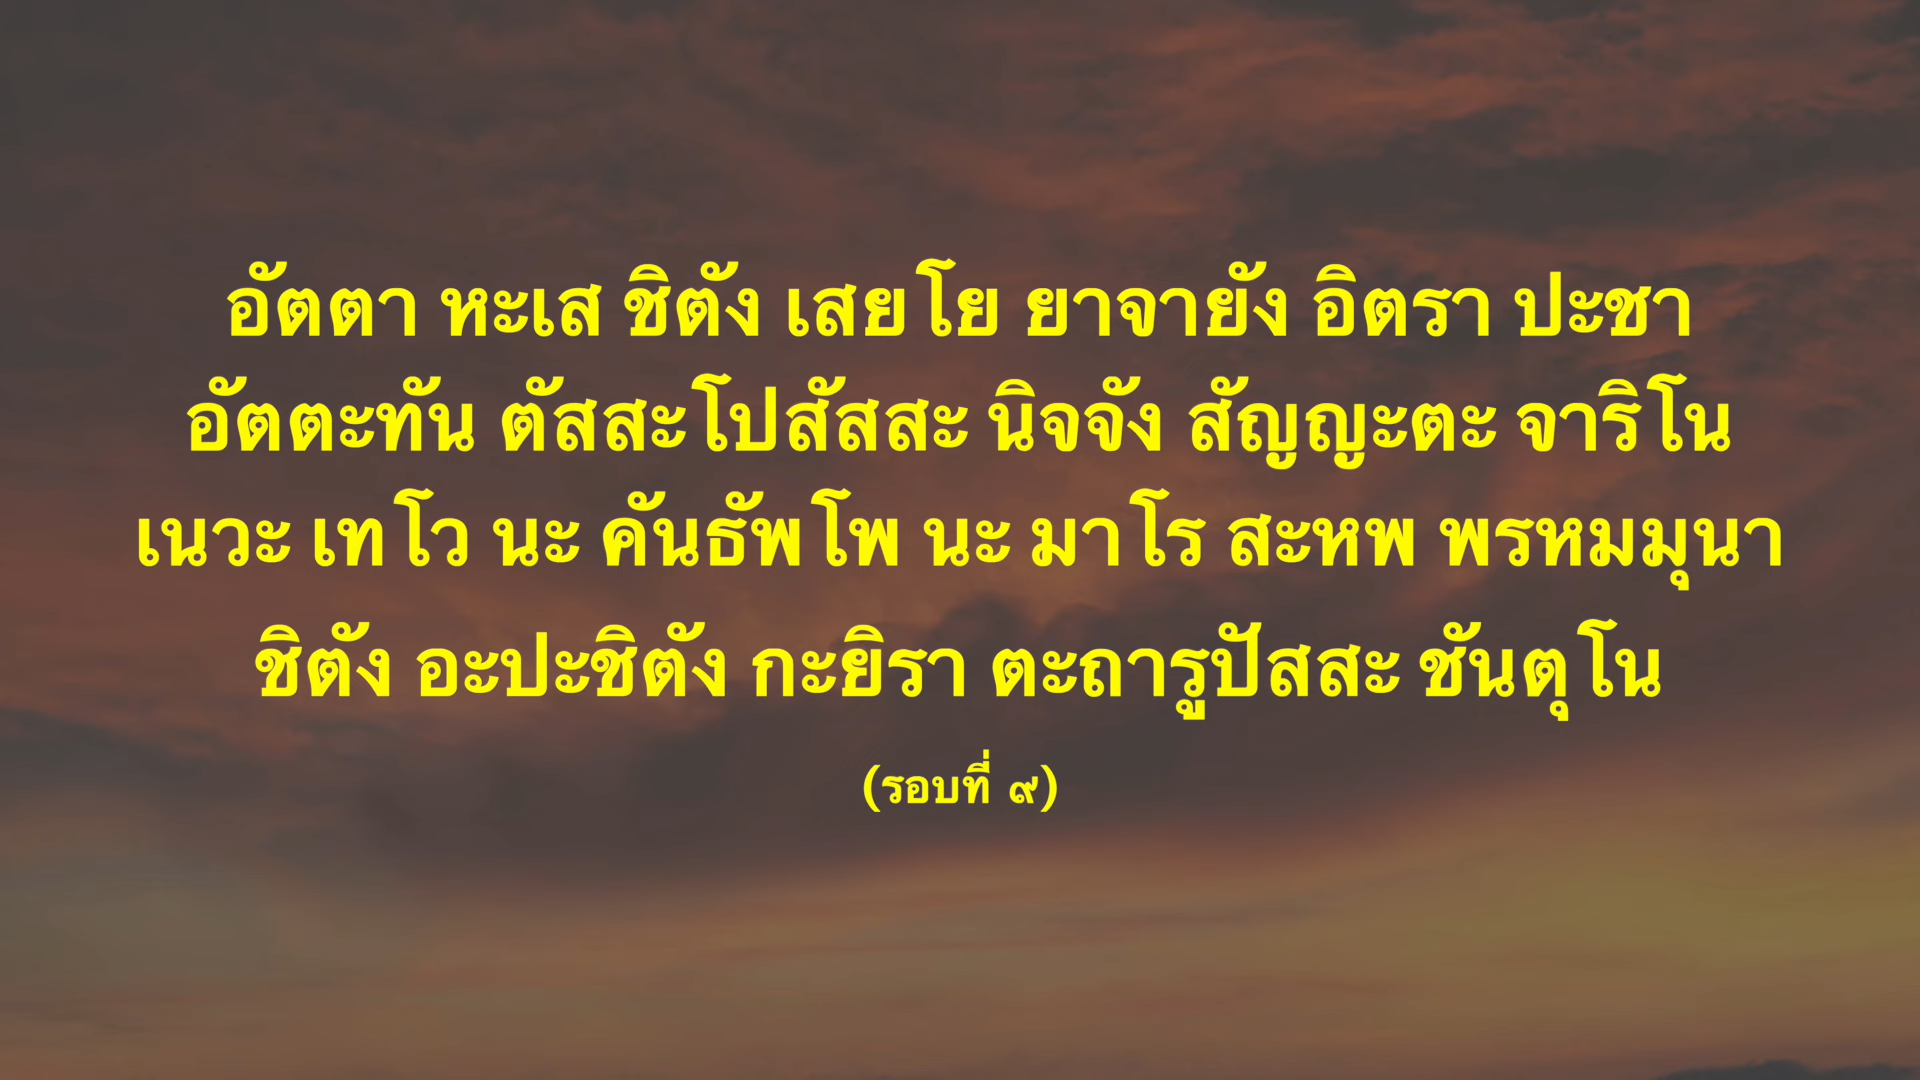 อัตตา หะเส ชิตัง เสยโย ยาจายัง อิตรา ปะชา
อัตตะทัน ตัสสะโปสัสสะ นิจจัง สัญญะตะ จาริโน
เนวะ เทโว นะ คันธัพโพ นะ มาโร สะหพ พรหมมุนา
ชิตัง อะปะชิตัง กะยิรา ตะถารูปัสสะ ชันตุโน
(รอบที่ ๙)